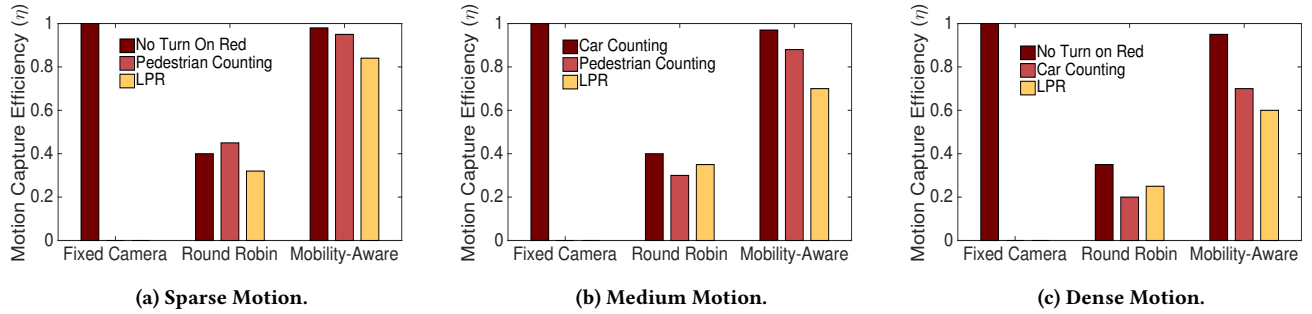 Motion Capture Efficiency (η)
1
0.8
0.6
0.4
0.2
0
No Turn On Red
Pedestrian Counting
LPR
Fixed Camera Round Robin Mobility-Aware
(a) Sparse Motion.
Motion Capture Efficiency (η)
1
0.8
0.6
0.4
0.2
0
Car Counting
Pedestrian Counting
LPR
Fixed Camera Round Robin Mobility-Aware
(b) Medium Motion.
Motion Capture Efficiency (η)
1
0.8
0.6
0.4
0.2
0
No Turn on Red
Car Counting
LPR
Fixed Camera Round Robin Mobility-Aware
(c) Dense Motion.